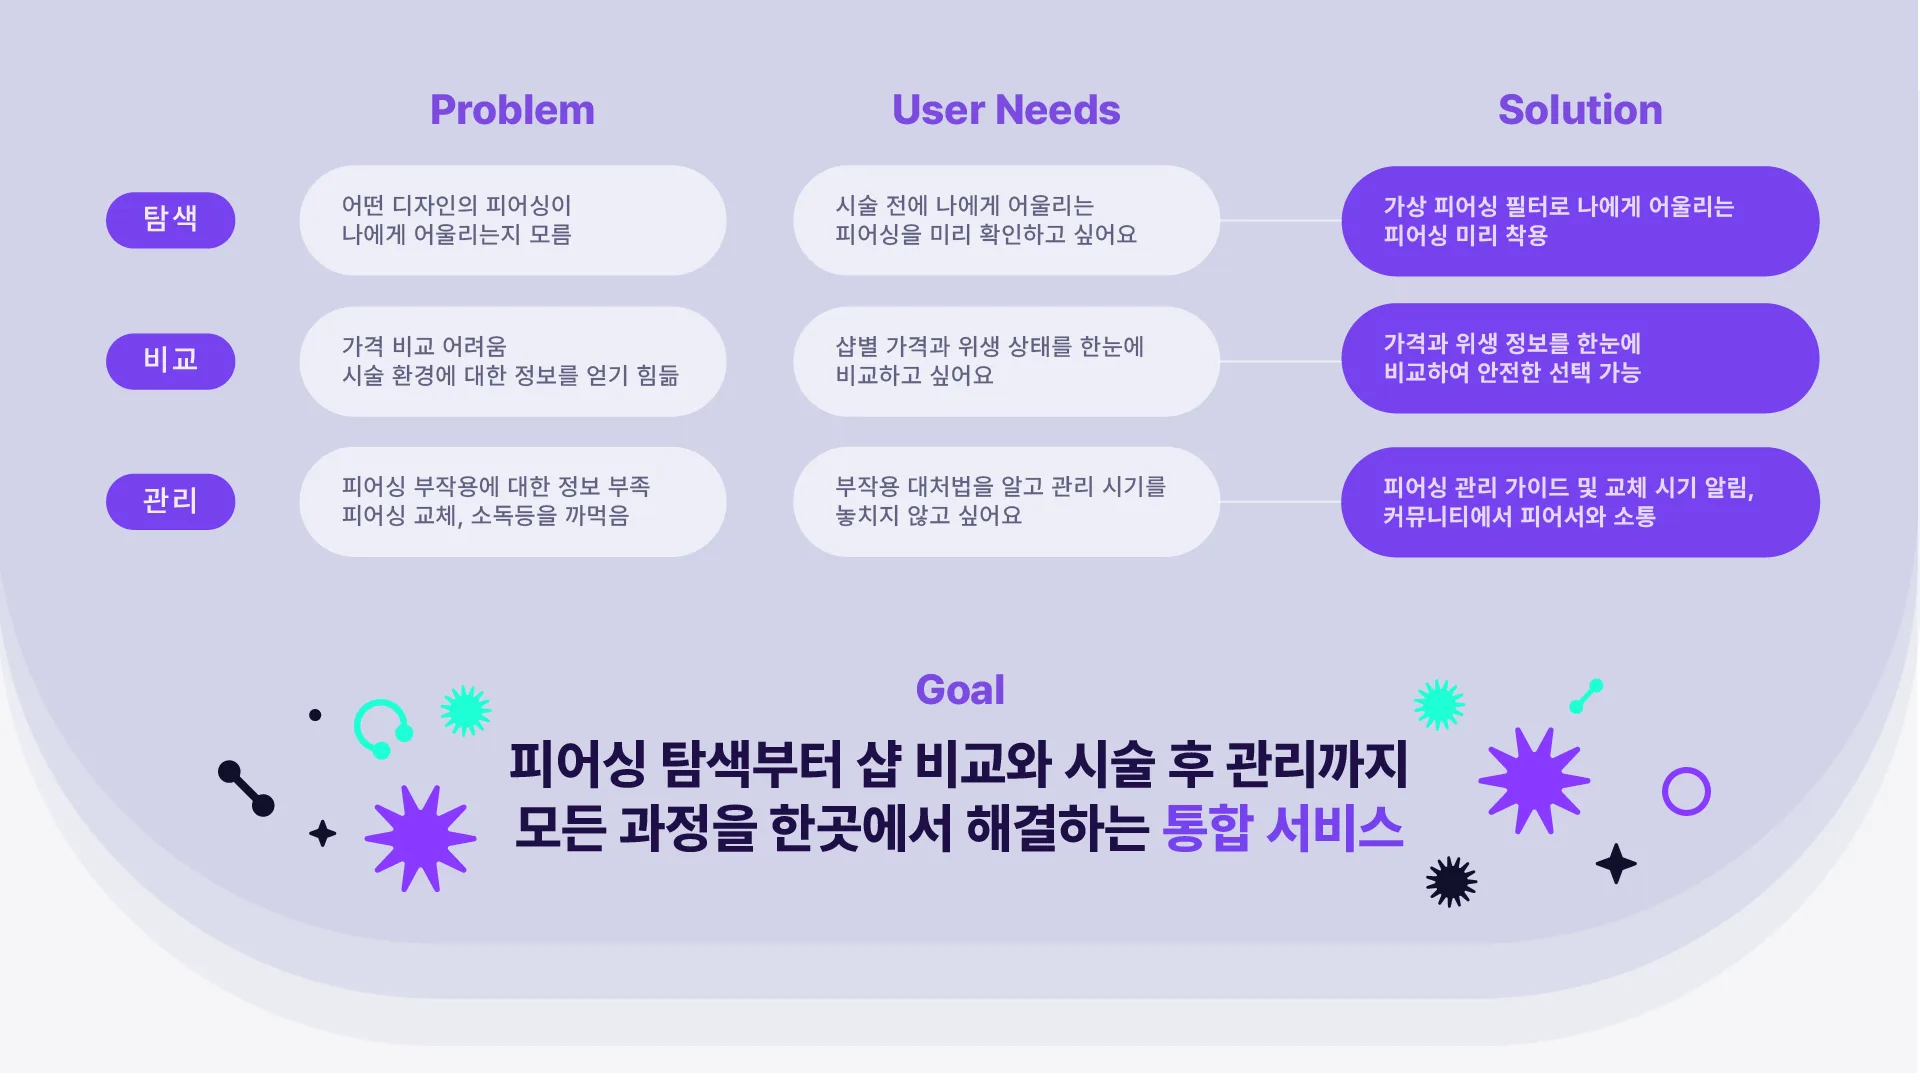 Problem
User Needs
Solution
탐색
어떤 디자인의 피어싱이
나에게 어울리는지 모름
시술 전에 나에게 어울리는
피어싱을 미리 확인하고 싶어요
가상 피어싱 필터로 나에게 어울리는
피어싱 미리 착용
비교
가격 비교 어려움
시술 환경에 대한 정보를 얻기 힘듦
샵별 가격과 위생 상태를 한눈에
비교하고 싶어요
가격과 위생 정보를 한눈에
비교하여 안전한 선택 가능
관리
피어싱 부작용에 대한 정보 부족
피어싱 교체, 소독등을 까먹음
부작용 대처법을 알고 관리 시기를
놓치지 않고 싶어요
피어싱 관리 가이드 및 교체 시기 알림,
커뮤니티에서 피어서와 소통
Goal
피어싱 탐색부터 샵 비교와 시술 후 관리까지
모든 과정을 한곳에서 해결하는 통합 서비스